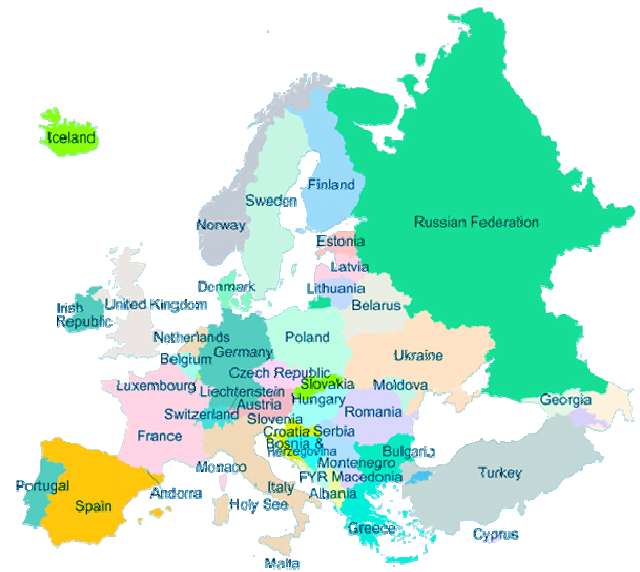 Iceland
Finland
Sweden
Norway
Russian Federation
Estonia
Latvia
Denmark
Lithuania
Irish
Republic
United Kingdom
Belarus
Netherlands
Poland
Belgium
Germany
Ukraine
Czech Republic
Luxembourg
Slovakia
Moldova
Liechtenstein
Hungary
Georgia
Austria
Switzerland
Romania
Slovenia
France
Croatia
Serbia
Bosnia &
Herzegovina
Bulgaria
Monaco
Montenegro
Turkey
FYR Macedonia
Portugal
Andorra
Italy
Albania
Spain
Holy See
Greece
Cyprus
Malta